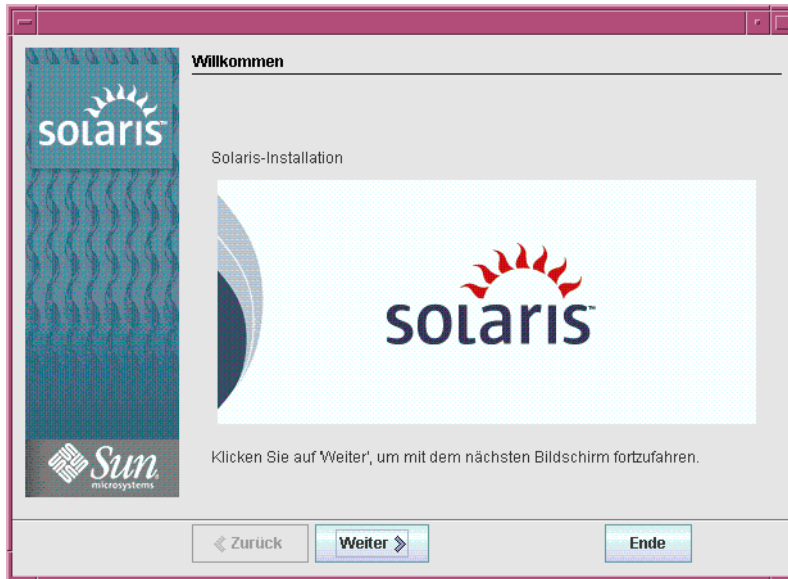 Willkommen
solaris
Solaris-Installation
solaris™
Sun
microsystems
Klicken Sie auf 'Weiter', um mit dem nächsten Bildschirm fortzufahren.
Zurück
Weiter
Ende